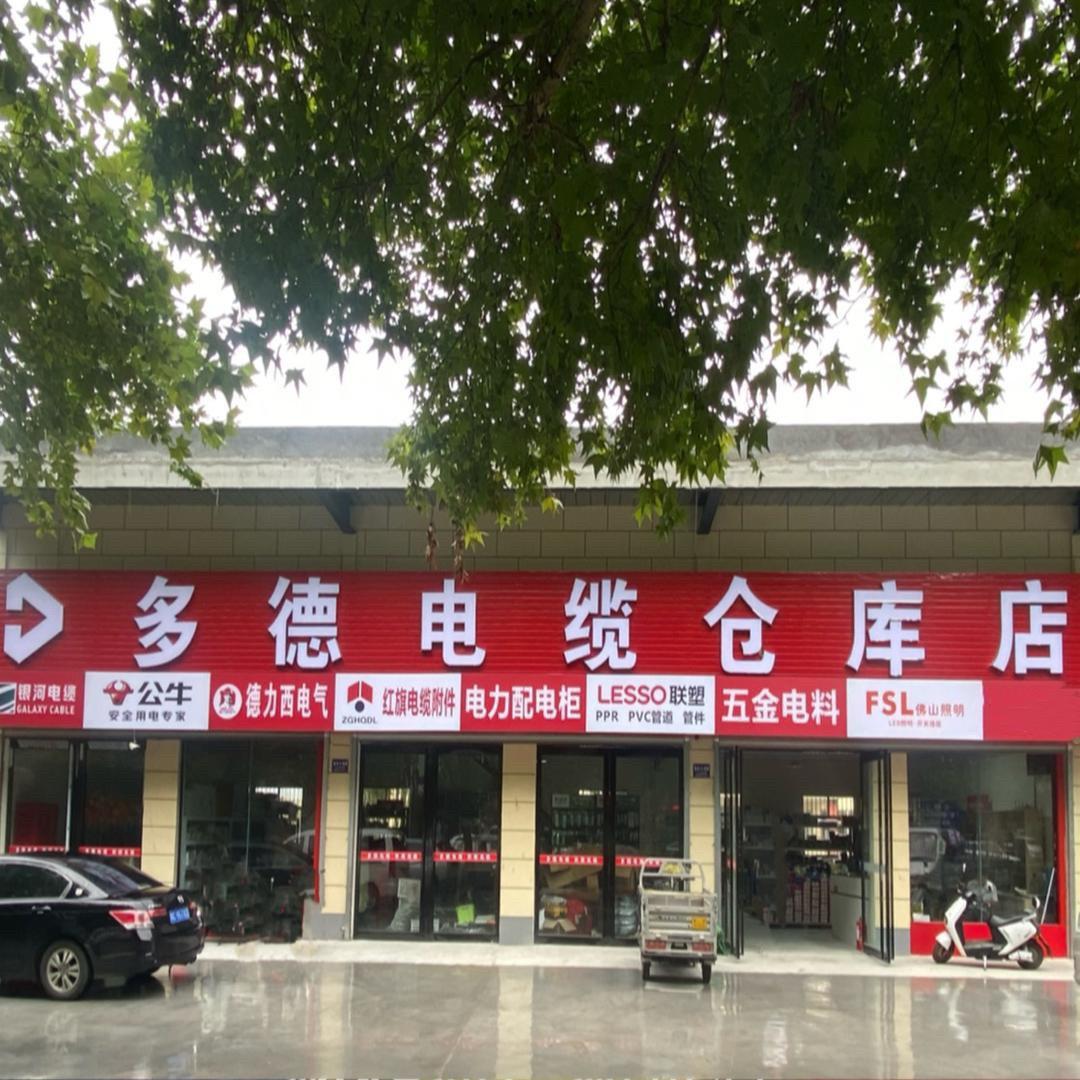 多德电缆仓库店
银河电缆
GALAXY CABLE
公牛
安全用电专家
德力西电气
红旗电缆附件
ZGHQDL
电力配电柜
LESSO联塑
PPR PVC管道 管件
五金电料
FSL佛山照明